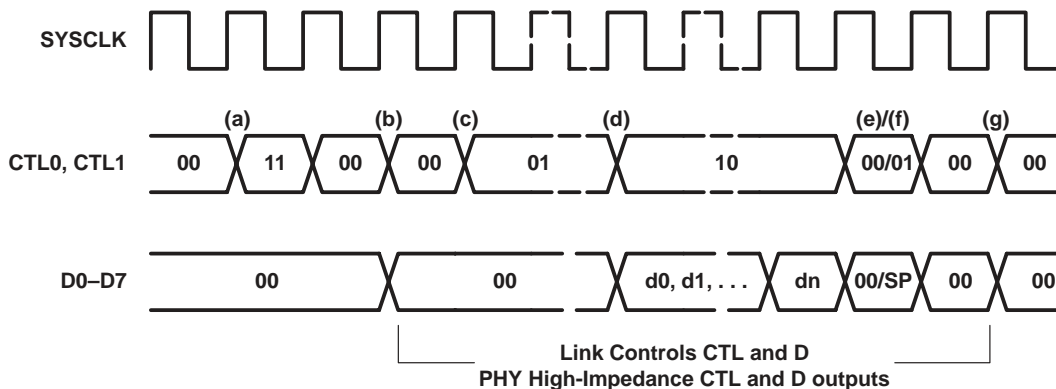 SYSCLK
(a) (b) (c) (d) (e)/(f) (g)
CTL0, CTL1 00 11 00 00 01 10 00/01 00 00
D0–D7 00 00 d0, d1, . . . dn 00/SP 00 00
Link Controls CTL and D
PHY High-Impedance CTL and D outputs